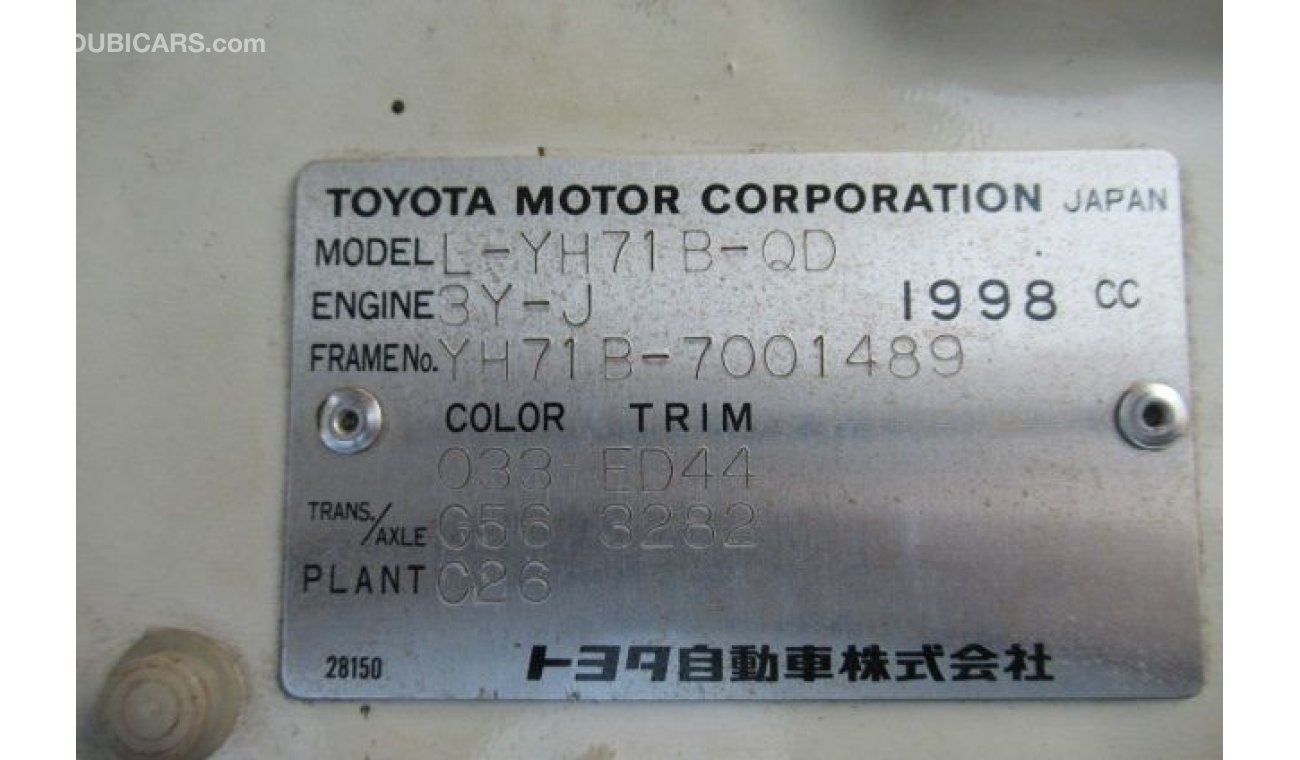 DUBICARS.com
TOYOTA MOTOR CORPORATION JAPAN
MODEL L-YH71B-QD
ENGINE 3Y-J 1998 CC
FRAME No. YH71B-7001489
COLOR TRIM
033 ED44
TRANS./AXLE G56 3282
PLANT C26
28150 トヨタ自動車株式会社